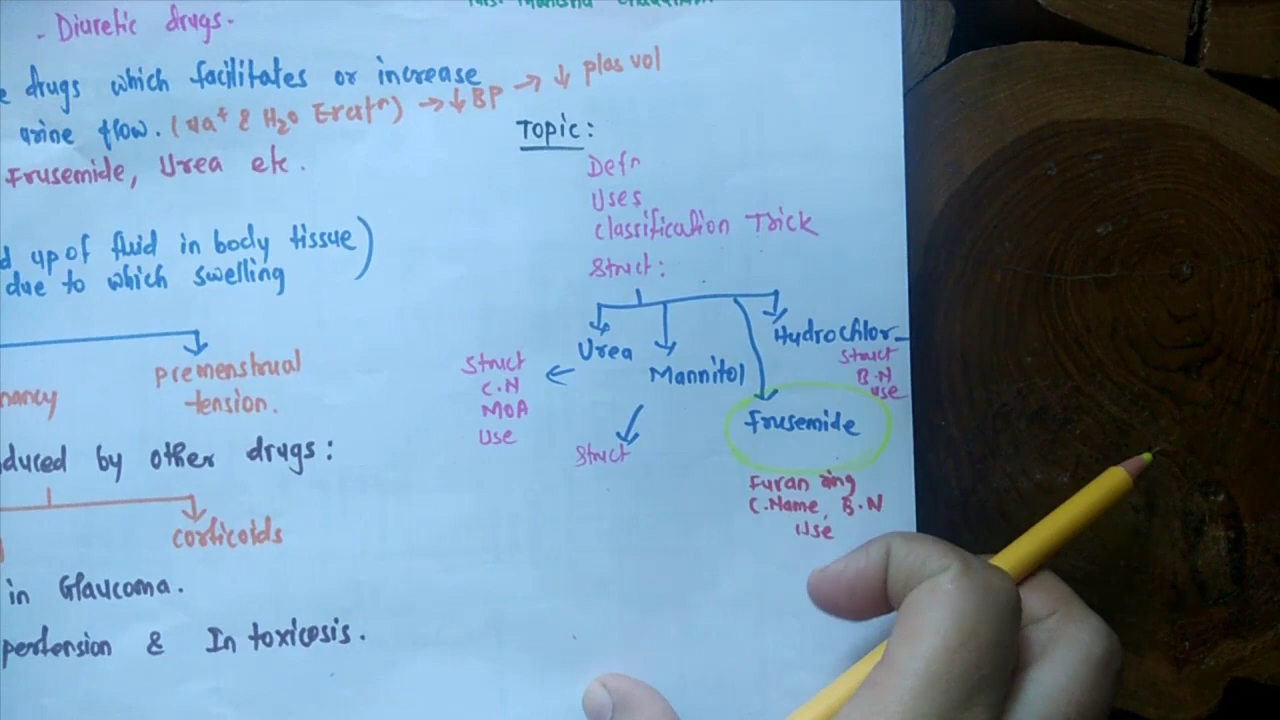 - Diuretic drugs.
drugs which facilitates or increase
urine flow. (Na⁺ & H₂O Excretⁿ) → ↓ BP → ↓ plas vol
Frusemide, Urea etc.
up of fluid in body tissue)
due to which swelling
premenstrual
tension.
by other drugs:
corticoids
in Glaucoma.
& In toxicosis.
Topic:
Defn
Uses
Classification Trick
Struct:
Urea
Mannitol
Frusemide
Hydrochlor-
Struct
C.N
MOA
Use
Struct
Furan ring
C.Name, B.N
Use
Struct
B.N
Use